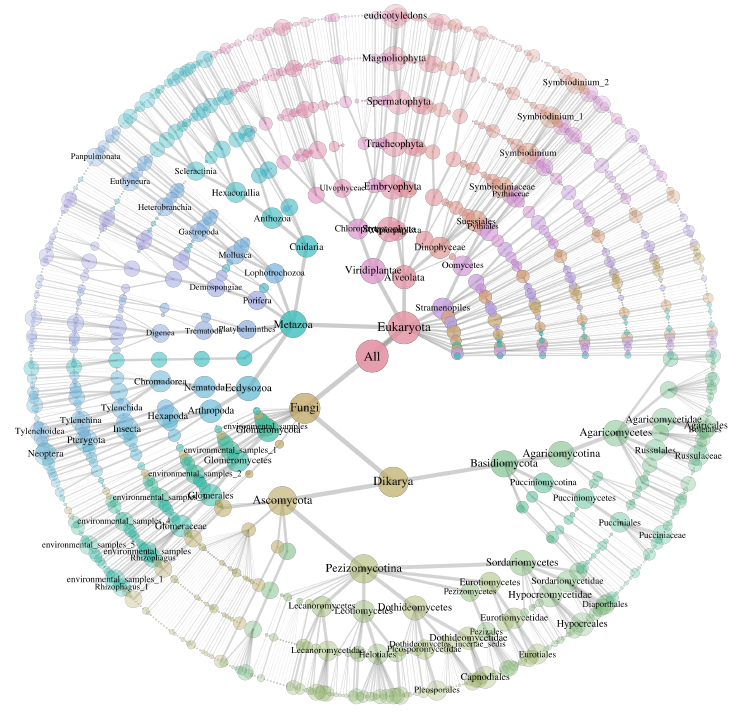 eudicotyledons
Magnoliophyta
Symbiodinium_2
Spermatophyta
Symbiodinium_1
Tracheophyta
Panpulmonata
Symbiodinium
Scleractinia
Euthyneura
Embryophyta
Ulvophyceae
Symbiodiniaceae
Hexacorallia
Pythiaceae
Heterobranchia
Anthozoa
Suessiales
Pythiales
Gastropoda
Dinophyceae
Cnidaria
Mollusca
Oomycetes
Lophotrochozoa
Viridiplantae
Alveolata
Demospongiae
Porifera
Stramenopiles
Metazoa
Eukaryota
Digenea
Trematoda
Platyhelminthes
All
Chromadorea
Nematoda
Ecdysozoa
Tylenchida
Hexapoda
Arthropoda
Fungi
Tylenchina
Agaricomycetidae
Tylenchoidea
Pterygota
Insecta
environmental_samples
Glomeromycota
Agaricomycetes
Agaricales
Boletales
Neoptera
environmental_samples_1
Agaricomycotina
Russulales
Russulaceae
Glomeromycetes
Basidiomycota
environmental_samples_2
Dikarya
Pucciniomycotina
Glomerales
Ascomycota
Pucciniomycetes
environmental_samples_4
Glomeraceae
Pucciniales
Pucciniaceae
environmental_samples_5
environmental_samples
Rhizophagus
Sordariomycetes
Pezizomycotina
environmental_samples_1
Rhizophagus_1
Eurotiomycetes
Sordariomycetidae
Pezizomycetes
Hypocreomycetidae
Lecanoromycetes
Leotiomycetes
Dothideomycetes
Diaporthales
Eurotiomycetidae
Hypocreales
Pezizales
Dothideomycetidae
Dothideomycetes_incertae_sedis
Lecanoromycetidae
Helotiales
Pleosporomycetidae
Eurotiales
Capnodiales
Pleosporales